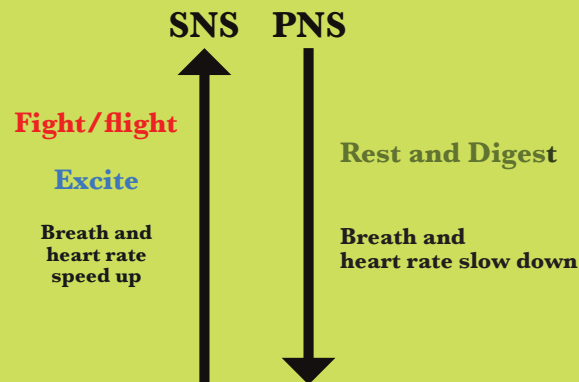 SNS PNS
Fight/flight
Excite
Breath and
heart rate
speed up
Rest and Digest
Breath and
heart rate slow down